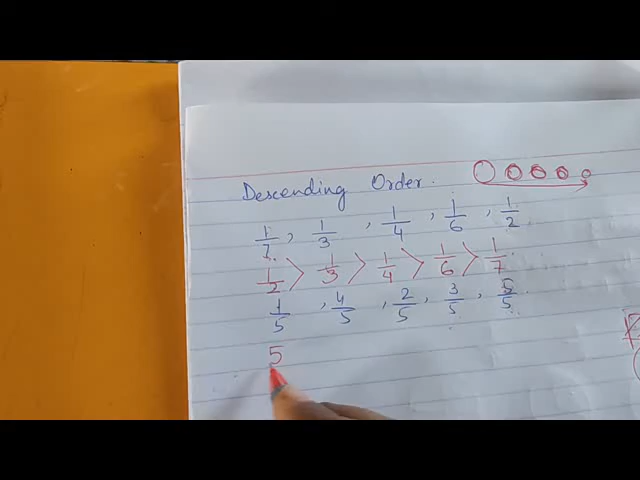 Descending Order.
1/7, 1/3, 1/4, 1/6, 1/2
1/2 > 1/3 > 1/4 > 1/6 > 1/7
1/5, 4/5, 2/5, 3/5, 5/5.
5